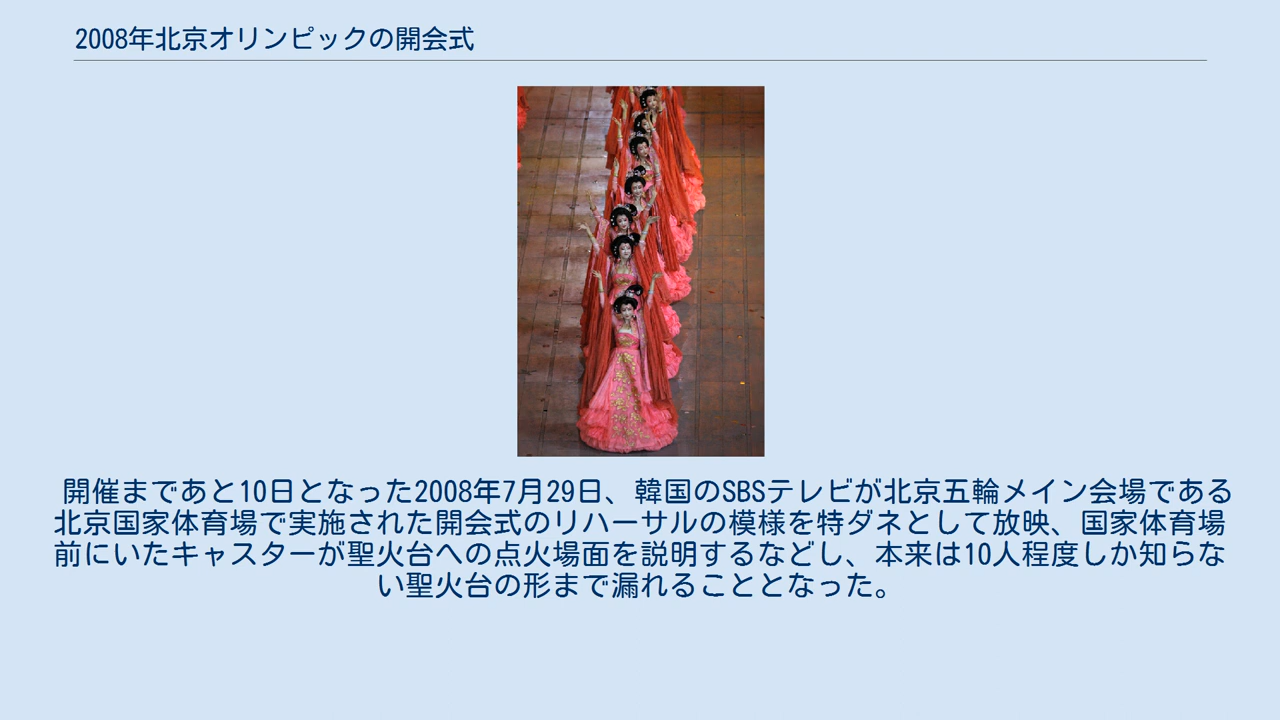 2008年北京オリンピックの開会式
開催まであと10日となった2008年7月29日、韓国のSBSテレビが北京五輪メイン会場である
北京国家体育場で実施された開会式のリハーサルの模様を特ダネとして放映、国家体育場
前にいたキャスターが聖火台への点火場面を説明するなどし、本来は10人程度しか知らな
い聖火台の形まで漏れることとなった。